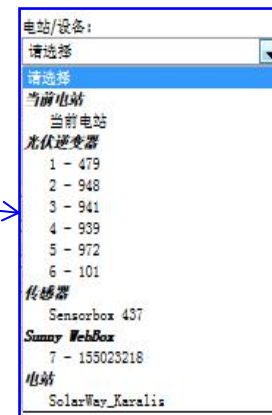 电站/设备:
请选择
请选择
当前电站
当前电站
光伏逆变器
1 - 479
2 - 948
3 - 941
4 - 939
5 - 972
6 - 101
传感器
Sensorbox 437
Sunny WebBox
7 - 155023218
电站
SolarWay_Karalis